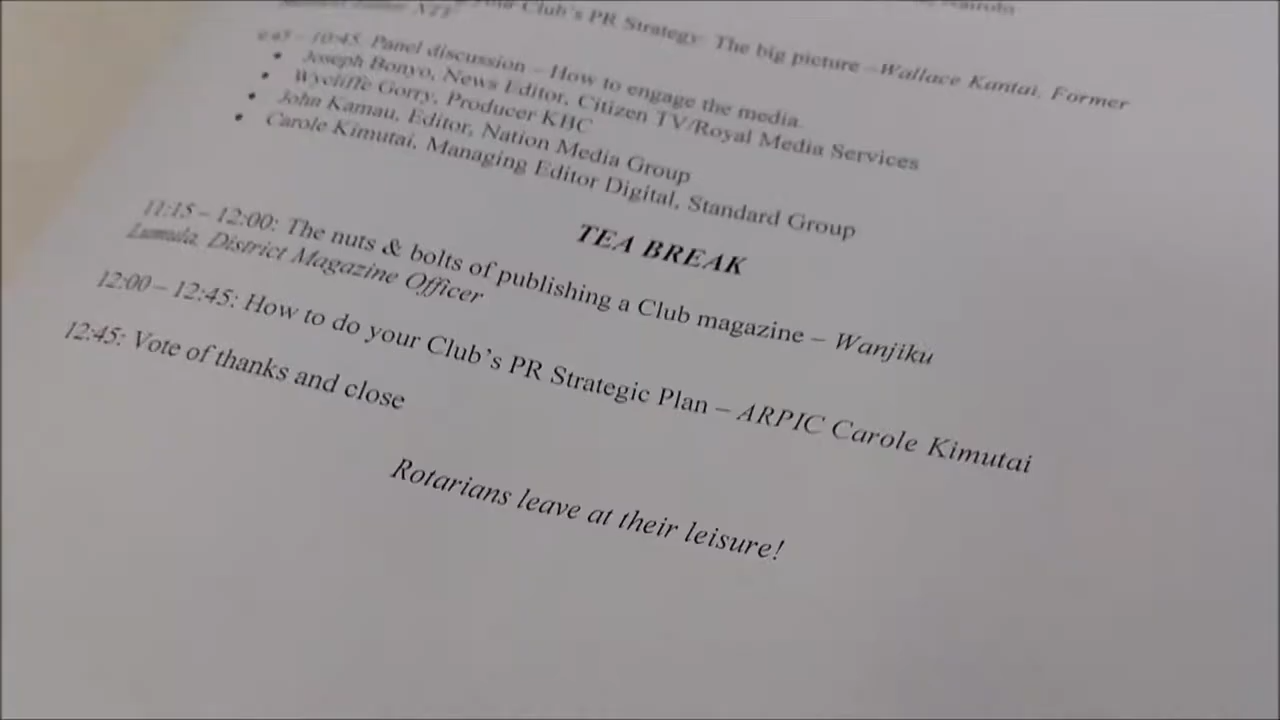 Nairobi
your Club's PR Strategy: The big picture –Wallace Kantai, Former
10:45. Panel discussion – How to engage the media.
• Joseph Bonyo, News Editor, Citizen TV/Royal Media Services
• Wycliffe Gorry, Producer KBC
• John Kamau, Editor, Nation Media Group
• Carole Kimutai, Managing Editor Digital, Standard Group
TEA BREAK
11:15 – 12:00: The nuts & bolts of publishing a Club magazine – Wanjiku
Lumula, District Magazine Officer
12:00 – 12:45: How to do your Club's PR Strategic Plan – ARPIC Carole Kimutai
12:45: Vote of thanks and close
Rotarians leave at their leisure!